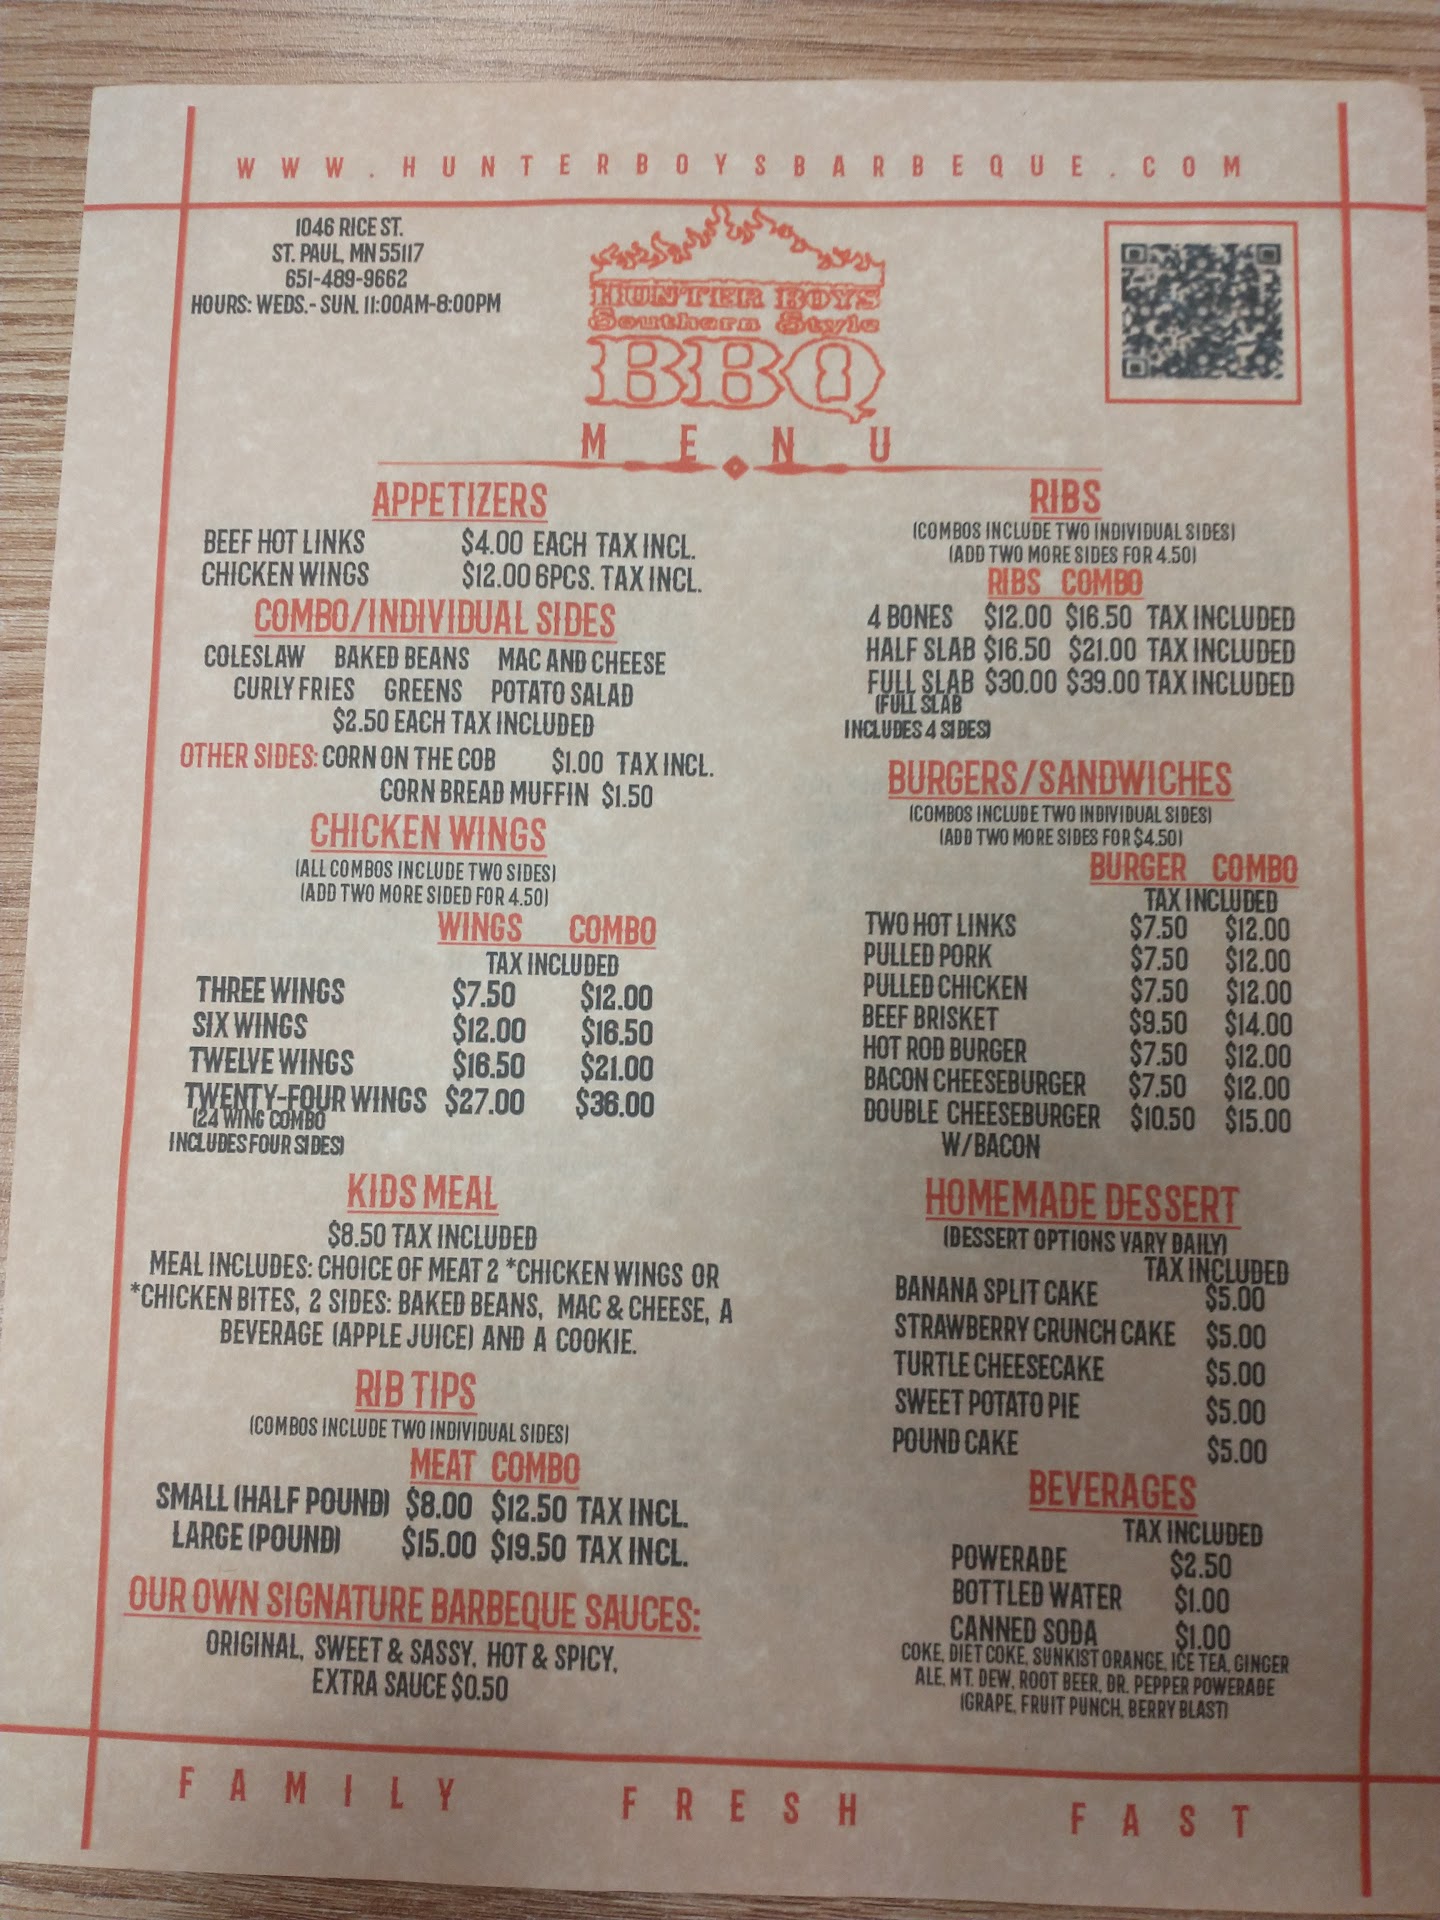 WWW.HUNTERBOYSBARBEQUE.COM
1046 RICE ST.
ST. PAUL, MN 55117
651-489-9662
HOURS: WEDS.- SUN. 11:00AM-8:00PM
HUNTER BOYS
Southern Style
BBQ
MENU
APPETIZERS
BEEF HOT LINKS $4.00 EACH TAX INCL.
CHICKEN WINGS $12.00 6PCS. TAX INCL.
COMBO/INDIVIDUAL SIDES
COLESLAW BAKED BEANS MAC AND CHEESE
CURLY FRIES GREENS POTATO SALAD
$2.50 EACH TAX INCLUDED
OTHER SIDES: CORN ON THE COB $1.00 TAX INCL.
CORN BREAD MUFFIN $1.50
CHICKEN WINGS
(ALL COMBOS INCLUDE TWO SIDES)
(ADD TWO MORE SIDED FOR 4.50)
WINGS COMBO
TAX INCLUDED
THREE WINGS $7.50 $12.00
SIX WINGS $12.00 $16.50
TWELVE WINGS $16.50 $21.00
TWENTY-FOUR WINGS $27.00 $36.00
(24 WING COMBO
INCLUDES FOUR SIDES)
KIDS MEAL
$8.50 TAX INCLUDED
MEAL INCLUDES: CHOICE OF MEAT 2 *CHICKEN WINGS OR
*CHICKEN BITES, 2 SIDES: BAKED BEANS, MAC & CHEESE, A
BEVERAGE (APPLE JUICE) AND A COOKIE.
RIB TIPS
(COMBOS INCLUDE TWO INDIVIDUAL SIDES)
MEAT COMBO
SMALL (HALF POUND) $8.00 $12.50 TAX INCL.
LARGE (POUND) $15.00 $19.50 TAX INCL.
OUR OWN SIGNATURE BARBEQUE SAUCES:
ORIGINAL, SWEET & SASSY, HOT & SPICY,
EXTRA SAUCE $0.50
RIBS
(COMBOS INCLUDE TWO INDIVIDUAL SIDES)
(ADD TWO MORE SIDES FOR 4.50)
RIBS COMBO
4 BONES $12.00 $16.50 TAX INCLUDED
HALF SLAB $16.50 $21.00 TAX INCLUDED
FULL SLAB $30.00 $39.00 TAX INCLUDED
(FULL SLAB
INCLUDES 4 SIDES)
BURGERS/SANDWICHES
(COMBOS INCLUDE TWO INDIVIDUAL SIDES)
(ADD TWO MORE SIDES FOR $4.50)
BURGER COMBO
TAX INCLUDED
TWO HOT LINKS $7.50 $12.00
PULLED PORK $7.50 $12.00
PULLED CHICKEN $7.50 $12.00
BEEF BRISKET $9.50 $14.00
HOT ROD BURGER $7.50 $12.00
BACON CHEESEBURGER $7.50 $12.00
DOUBLE CHEESEBURGER $10.50 $15.00
W/BACON
HOMEMADE DESSERT
(DESSERT OPTIONS VARY DAILY)
TAX INCLUDED
BANANA SPLIT CAKE $5.00
STRAWBERRY CRUNCH CAKE $5.00
TURTLE CHEESECAKE $5.00
SWEET POTATO PIE $5.00
POUND CAKE $5.00
BEVERAGES
TAX INCLUDED
POWERADE $2.50
BOTTLED WATER $1.00
CANNED SODA $1.00
COKE, DIET COKE, SUNKIST ORANGE, ICE TEA, GINGER
ALE, MT. DEW, ROOT BEER, DR. PEPPER POWERADE
(GRAPE, FRUIT PUNCH, BERRY BLAST)
FAMILY FRESH FAST